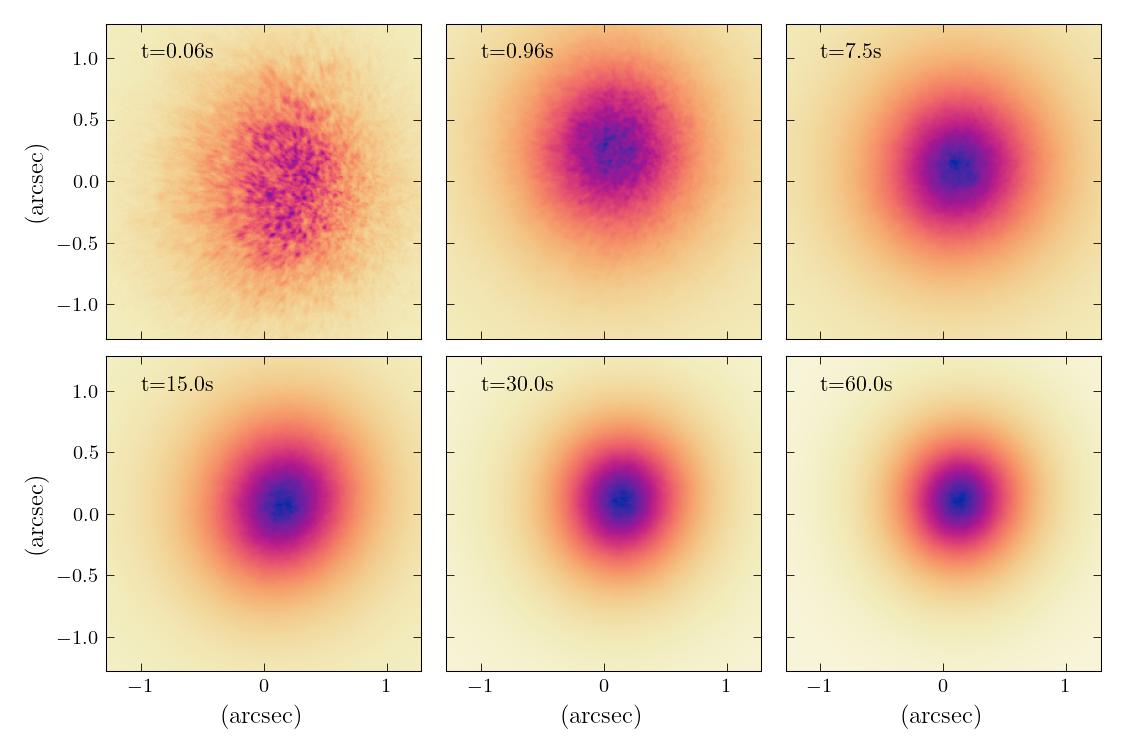 t=0.06s
t=0.96s
t=7.5s
1.0
0.5
0.0
−0.5
−1.0
(arcsec)
t=15.0s
t=30.0s
t=60.0s
1.0
0.5
0.0
−0.5
−1.0
(arcsec)
−1 0 1
−1 0 1
−1 0 1
(arcsec)
(arcsec)
(arcsec)